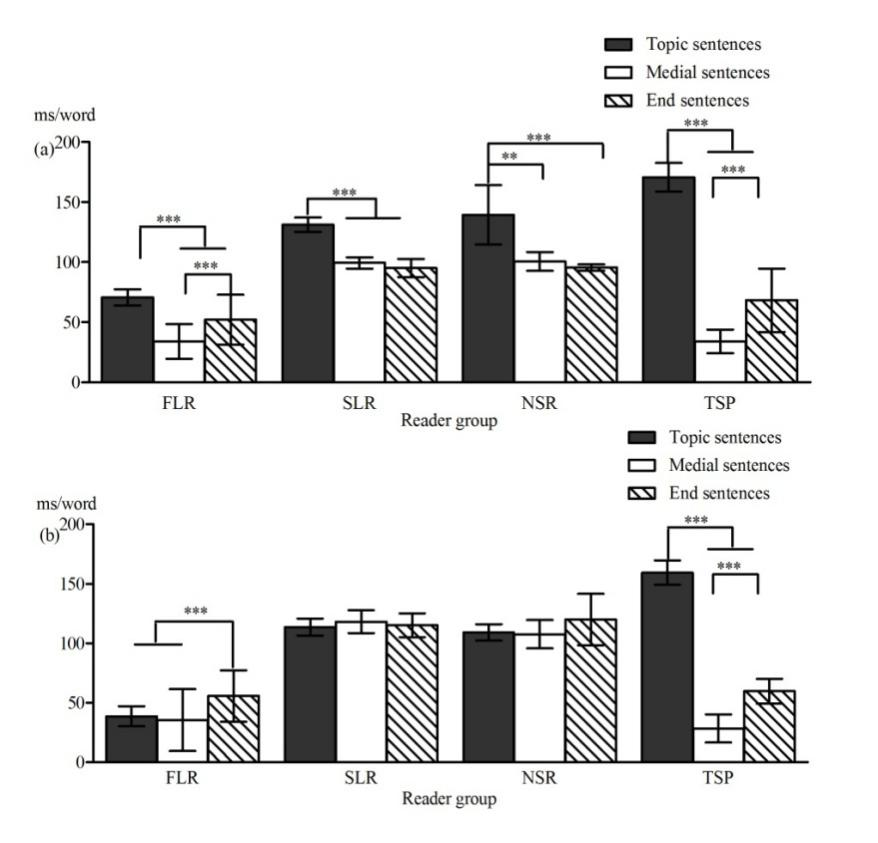 Topic sentences
Medial sentences
End sentences
ms/word
(a)
200
150
100
50
0
***
***
***
***
**
***
***
FLR SLR NSR TSP
Reader group
Topic sentences
Medial sentences
End sentences
ms/word
(b)
200
150
100
50
0
***
***
***
FLR SLR NSR TSP
Reader group